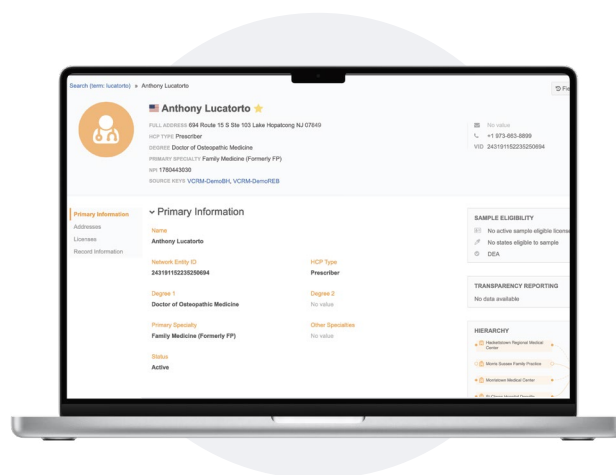 Search (term: lucatorto) » Anthony Lucatorto
Anthony Lucatorto
FULL ADDRESS 694 Route 15 S Ste 103 Lake Hopatcong NJ 07849
HCP TYPE Prescriber
DEGREE Doctor of Osteopathic Medicine
PRIMARY SPECIALTY Family Medicine (Formerly FP)
NPI 1780443030
SOURCE KEYS VCRM-DemoBH, VCRM-DemoREB
No value
+1 973-663-8899
VID 243191152235250694
Primary Information
Addresses
Licenses
Record Information
Primary Information
Name
Anthony Lucatorto
Network Entity ID
243191152235250694
HCP Type
Prescriber
Degree 1
Doctor of Osteopathic Medicine
Degree 2
No value
Primary Specialty
Family Medicine (Formerly FP)
Other Specialties
No value
Status
Active
SAMPLE ELIGIBILITY
No active sample eligible license
No states eligible to sample
DEA
TRANSPARENCY REPORTING
No data available
HIERARCHY
Hackettstown Regional Medical
Center
Morris Sussex Family Practice
Morristown Medical Center